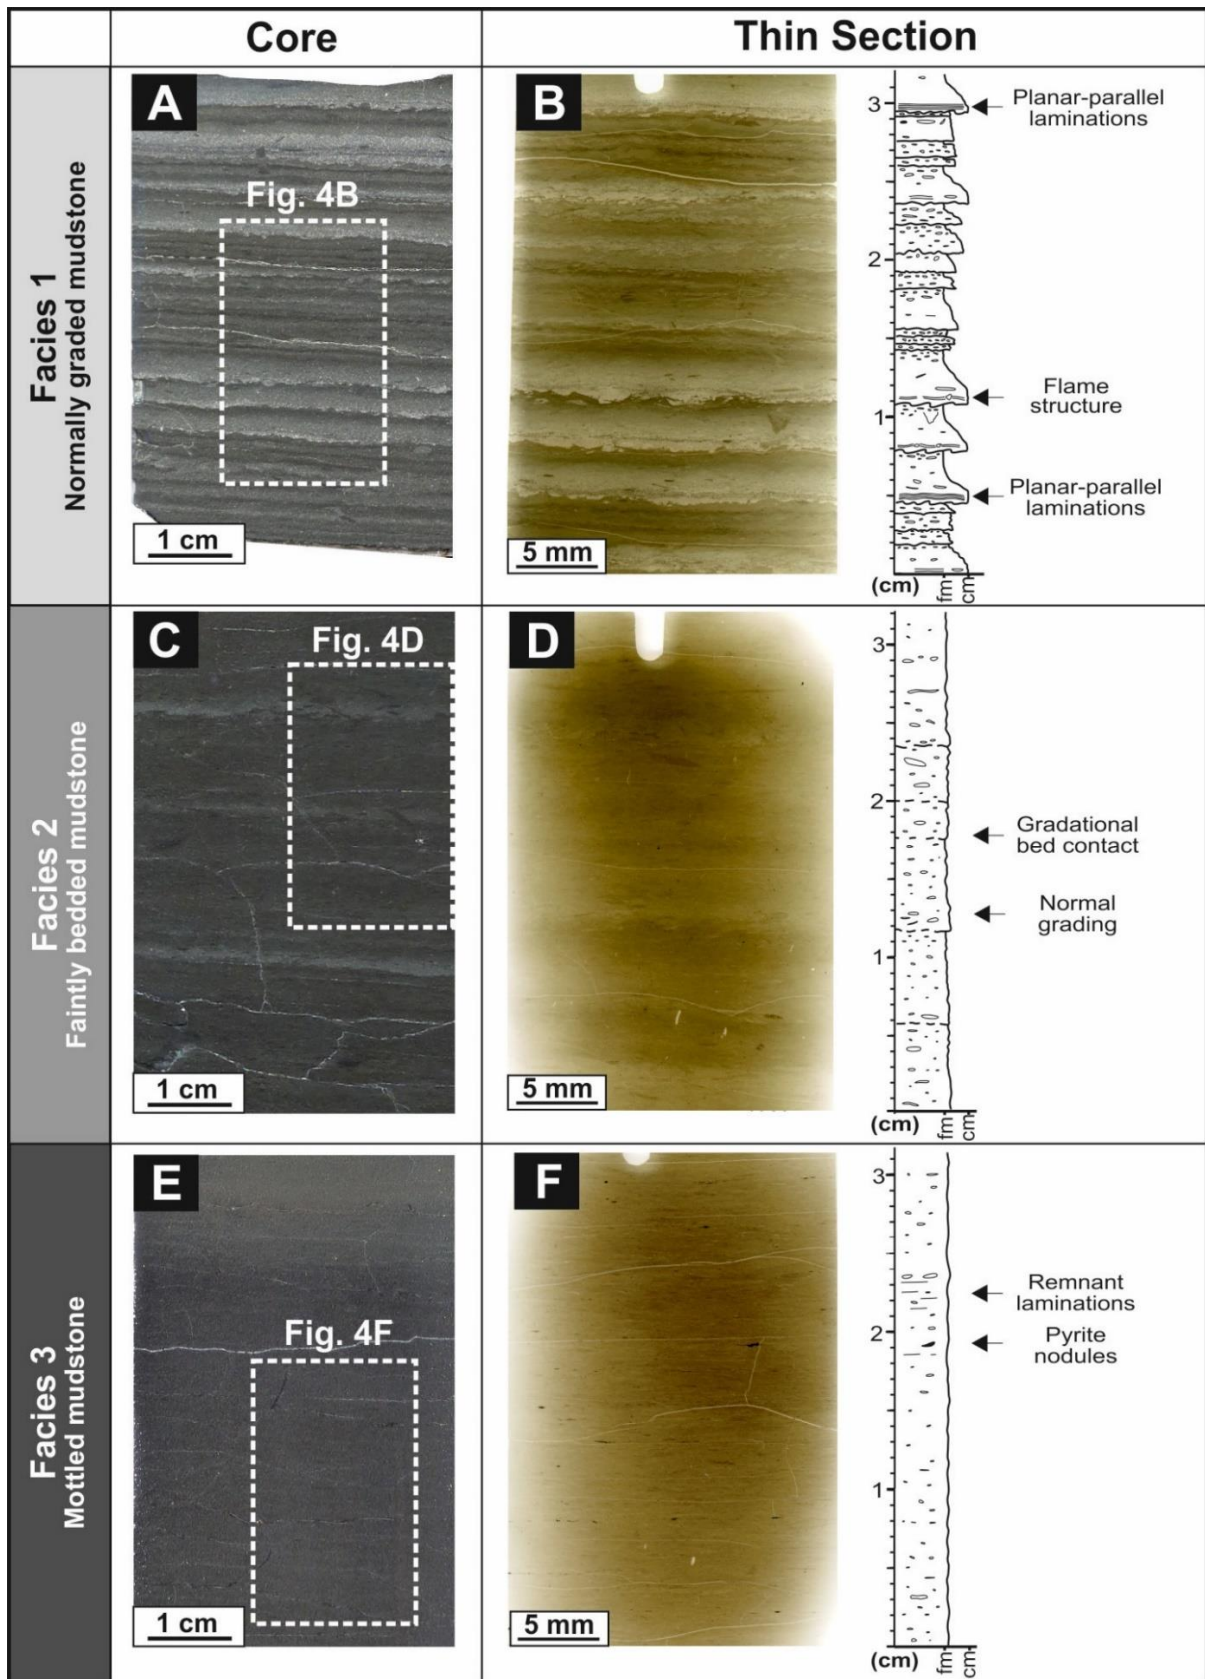 Core
Thin Section
Facies 1
Normally graded mudstone
A
Fig. 4B
1 cm
B
5 mm
3
2
1
(cm)
fm
cm
Planar-parallel
laminations
Flame
structure
Planar-parallel
laminations
Facies 2
Faintly bedded mudstone
C
Fig. 4D
1 cm
D
5 mm
3
2
1
(cm)
fm
cm
Gradational
bed contact
Normal
grading
Facies 3
Mottled mudstone
E
Fig. 4F
1 cm
F
5 mm
3
2
1
(cm)
fm
cm
Remnant
laminations
Pyrite
nodules